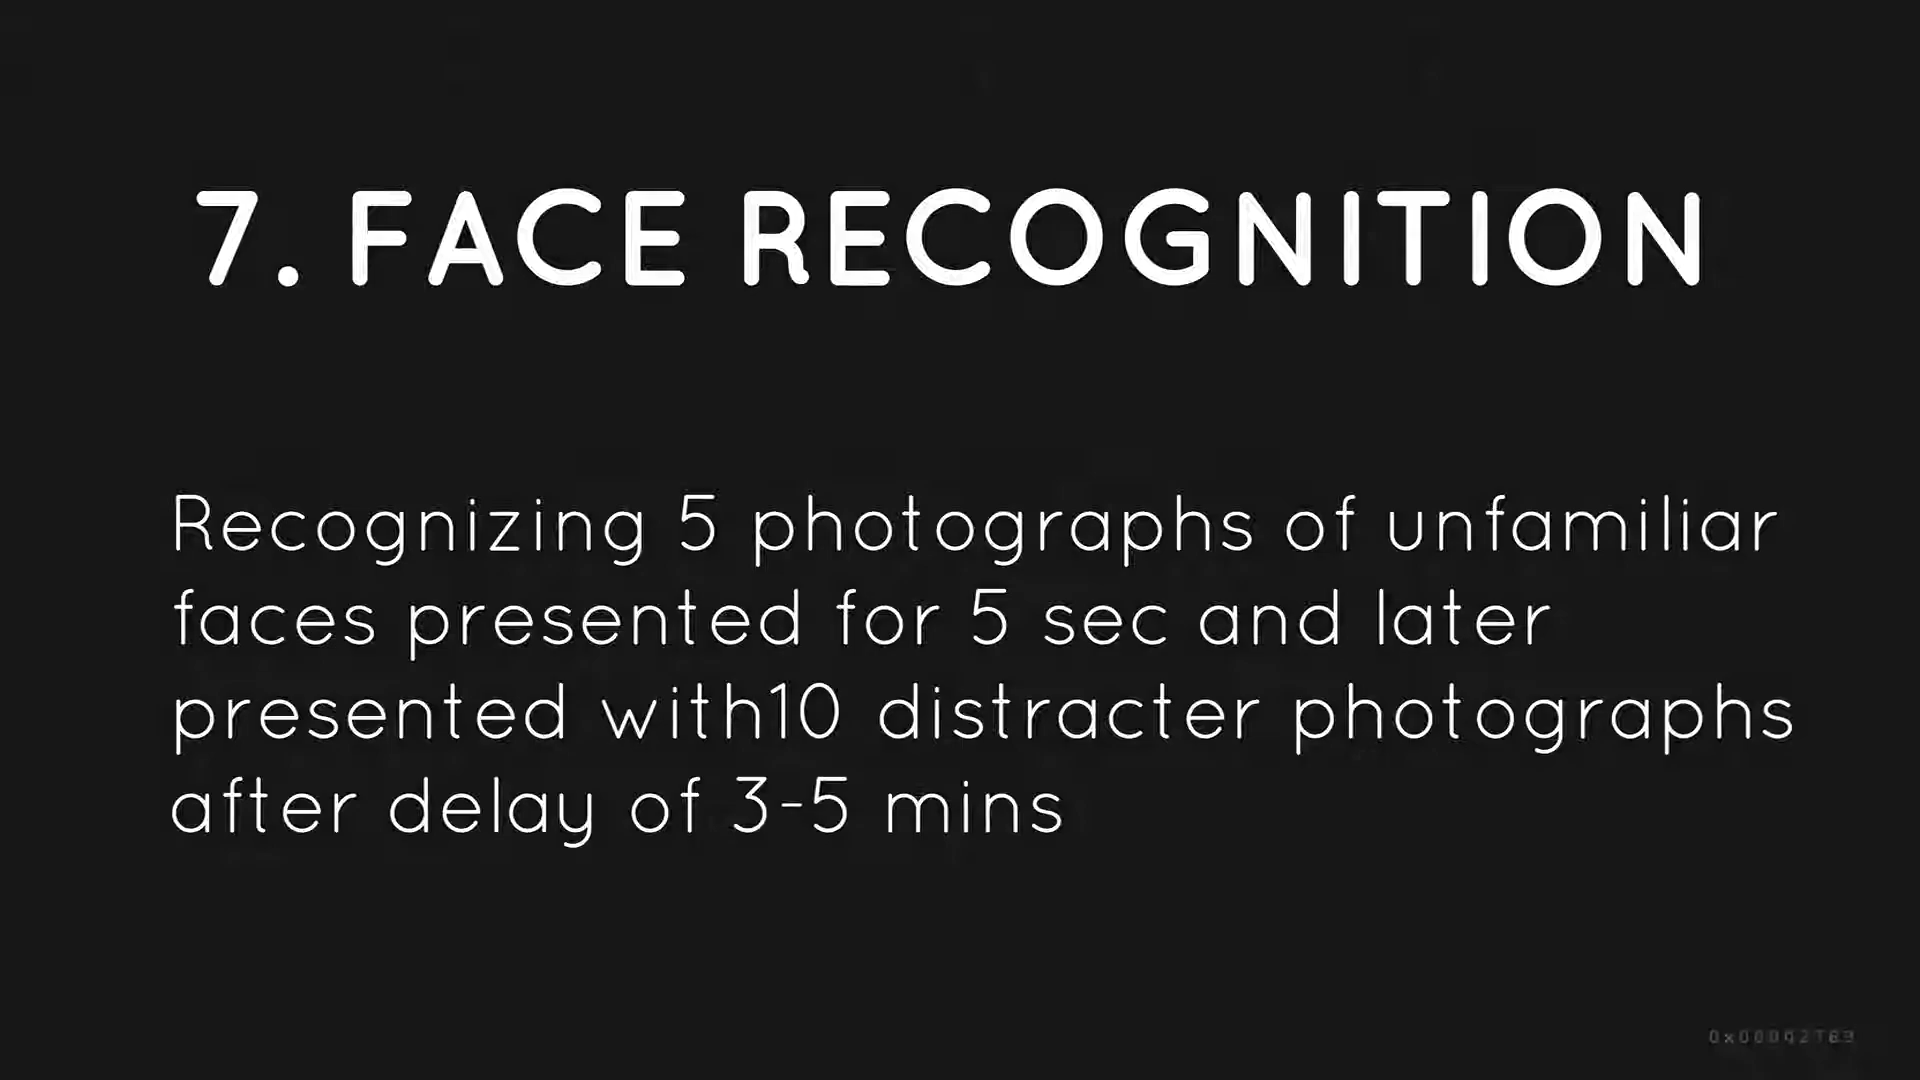 7. FACE RECOGNITION
Recognizing 5 photographs of unfamiliar
faces presented for 5 sec and later
presented with10 distracter photographs
after delay of 3-5 mins